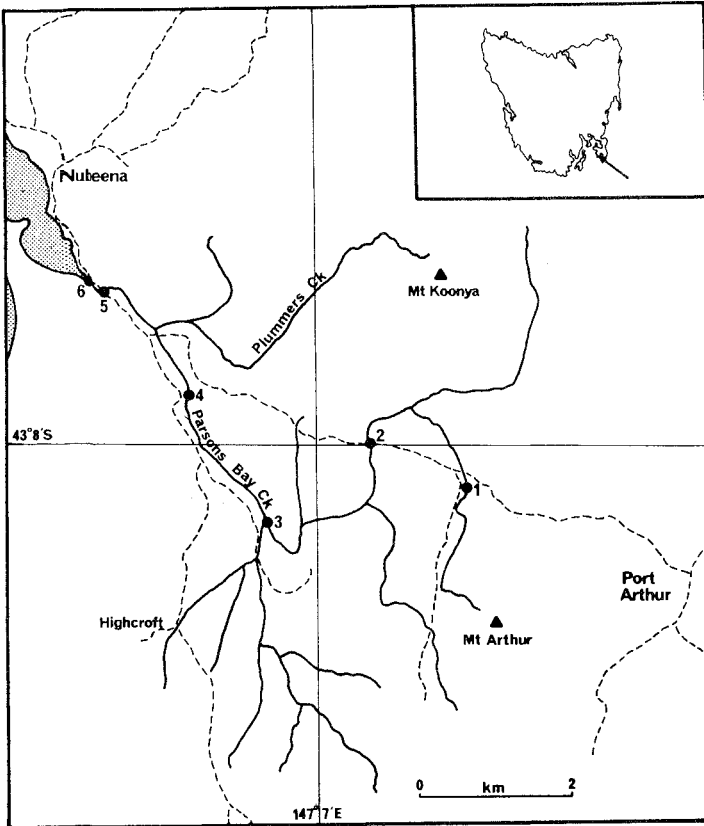 Nubeena
Mt Koonya
Plummers Ck
6
5
4
43°8'S
2
Parsons Bay Ck
1
3
Port
Arthur
Highcroft
Mt Arthur
0
2
km
147°7'E